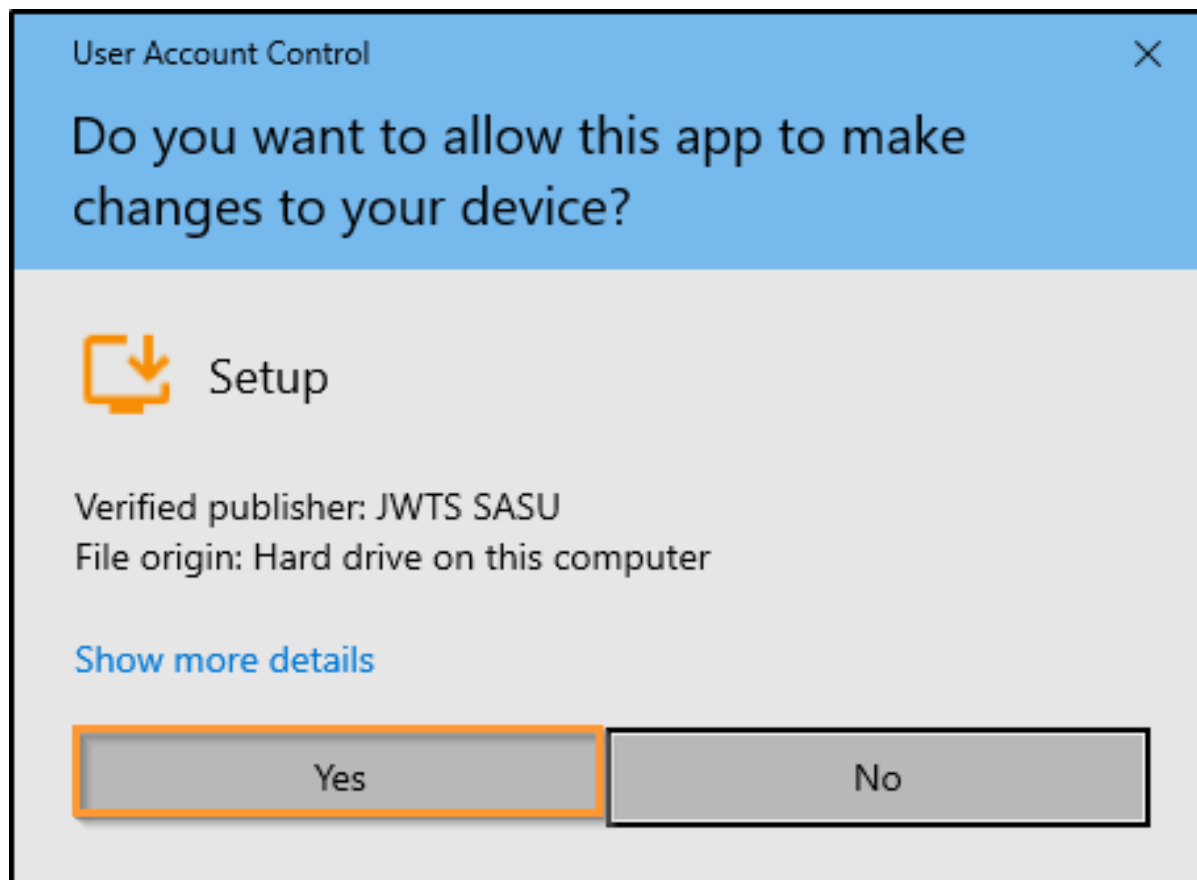 User Account Control
Do you want to allow this app to make
changes to your device?
Setup
Verified publisher: JWTS SASU
File origin: Hard drive on this computer
Show more details
Yes
No